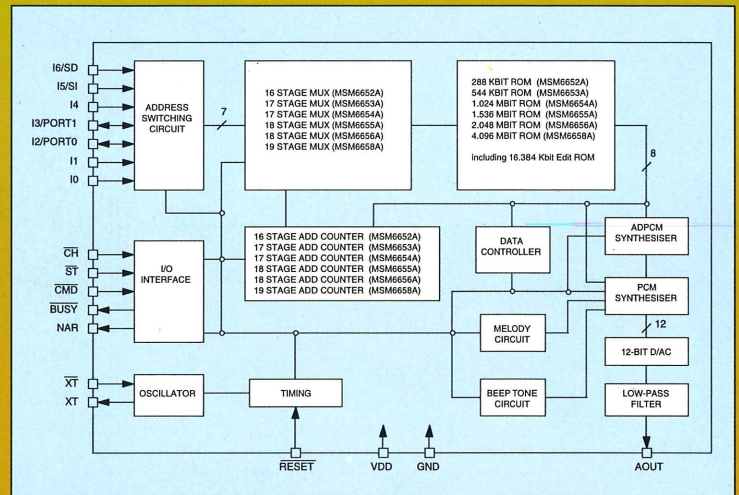 I6/SD
I5/SI
I4
I3/PORT1
I2/PORT0
I1
I0
ADDRESS
SWITCHING
CIRCUIT
7
16 STAGE MUX (MSM6652A)
17 STAGE MUX (MSM6653A)
17 STAGE MUX (MSM6654A)
18 STAGE MUX (MSM6655A)
18 STAGE MUX (MSM6656A)
19 STAGE MUX (MSM6658A)
288 KBIT ROM (MSM6652A)
544 KBIT ROM (MSM6653A)
1.024 MBIT ROM (MSM6654A)
1.536 MBIT ROM (MSM6655A)
2.048 MBIT ROM (MSM6656A)
4.096 MBIT ROM (MSM6658A)
including 16.384 Kbit Edit ROM
8
CH
ST
CMD
BUSY
NAR
I/O
INTERFACE
16 STAGE ADD COUNTER (MSM6652A)
17 STAGE ADD COUNTER (MSM6653A)
17 STAGE ADD COUNTER (MSM6654A)
18 STAGE ADD COUNTER (MSM6655A)
18 STAGE ADD COUNTER (MSM6656A)
19 STAGE ADD COUNTER (MSM6658A)
DATA
CONTROLLER
ADPCM
SYNTHESISER
PCM
SYNTHESISER
12
MELODY
CIRCUIT
12-BIT D/AC
XT
XT
OSCILLATOR
TIMING
BEEP TONE
CIRCUIT
LOW-PASS
FILTER
RESET
VDD
GND
AOUT